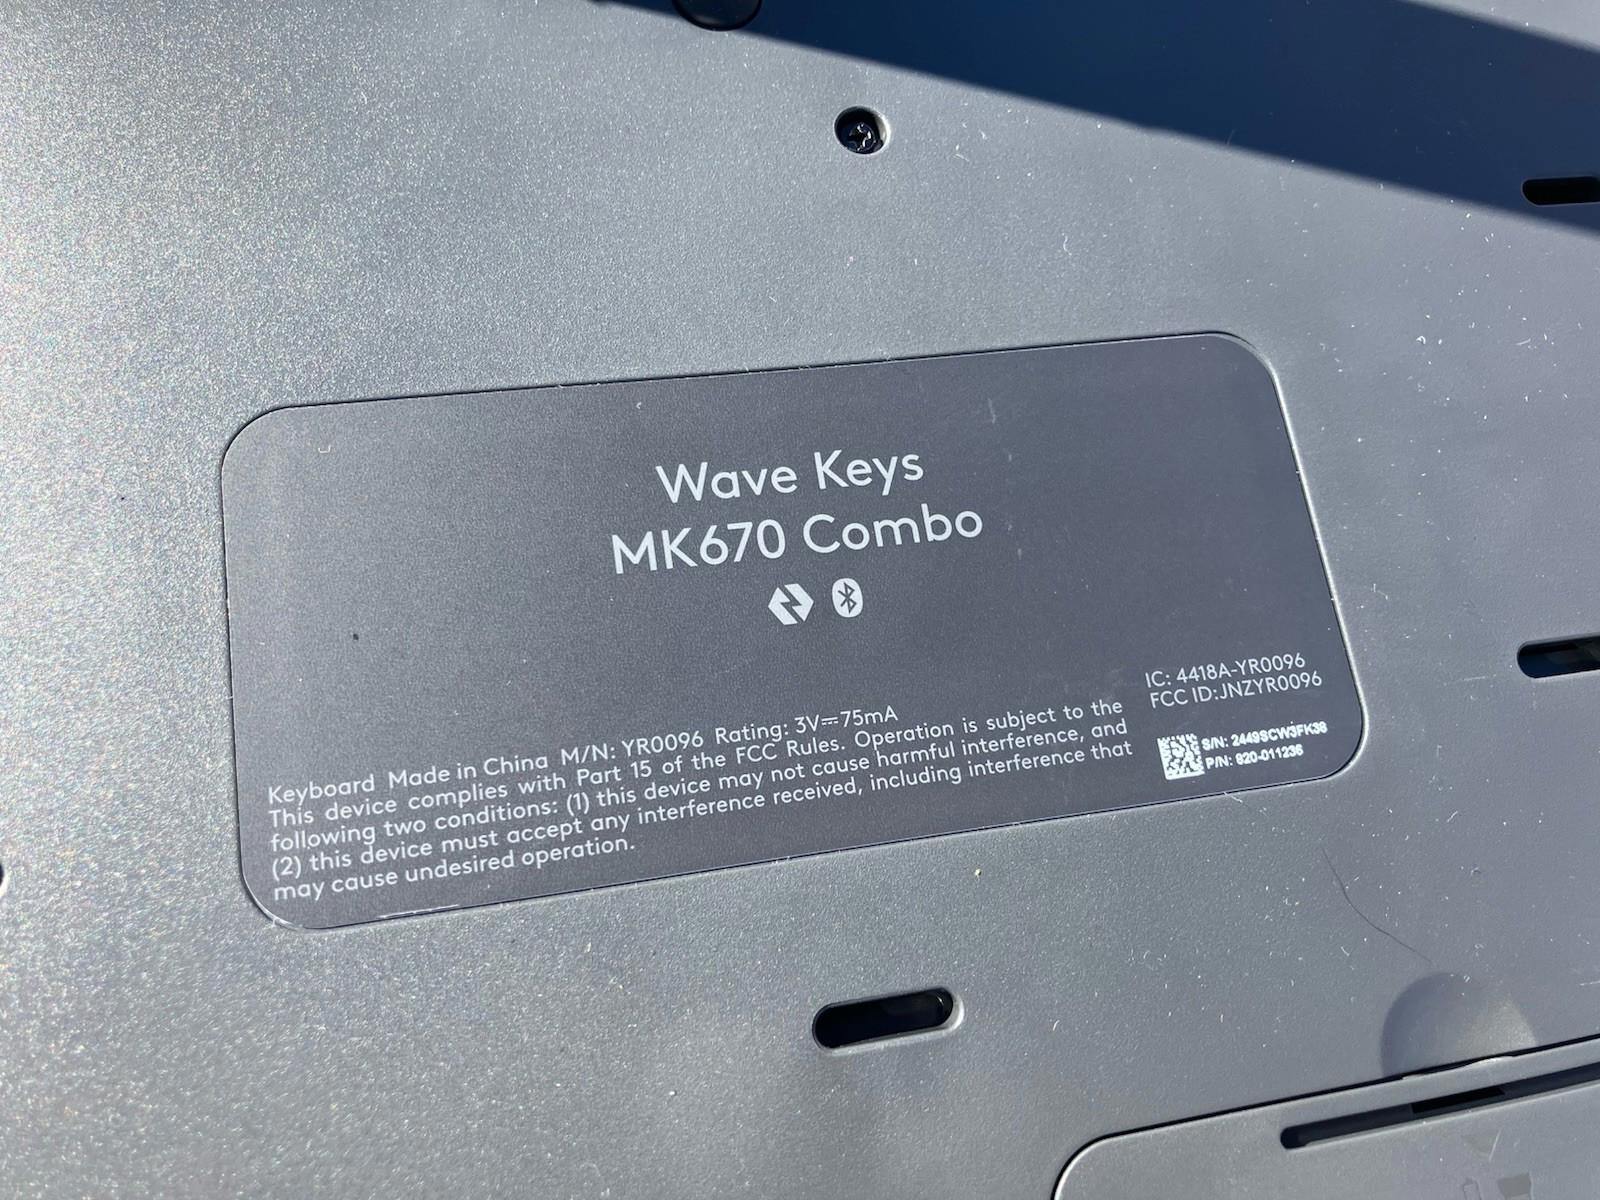 Wave Keys
MK670 Combo
IC: 4418A-YR0096
FCC ID:JNZYR0096
S/N: 2449SCW3FK38
P/N: 820-011236
Keyboard Made in China M/N: YR0096 Rating: 3V⎓75mA
This device complies with Part 15 of the FCC Rules. Operation is subject to the
following two conditions: (1) this device may not cause harmful interference, and
(2) this device must accept any interference received, including interference that
may cause undesired operation.